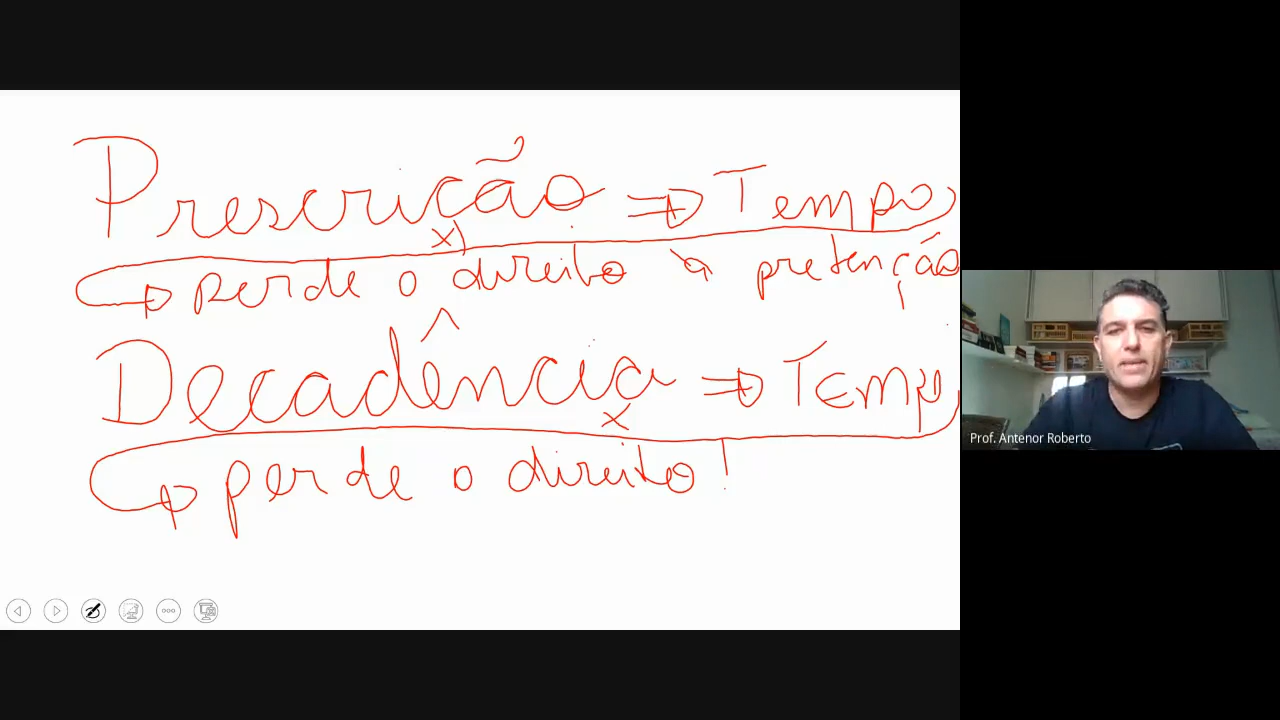 Prescrição => Tempo
perde o direito à pretenção
Decadência => Tempo
perde o direito!
Prof. Antenor Roberto